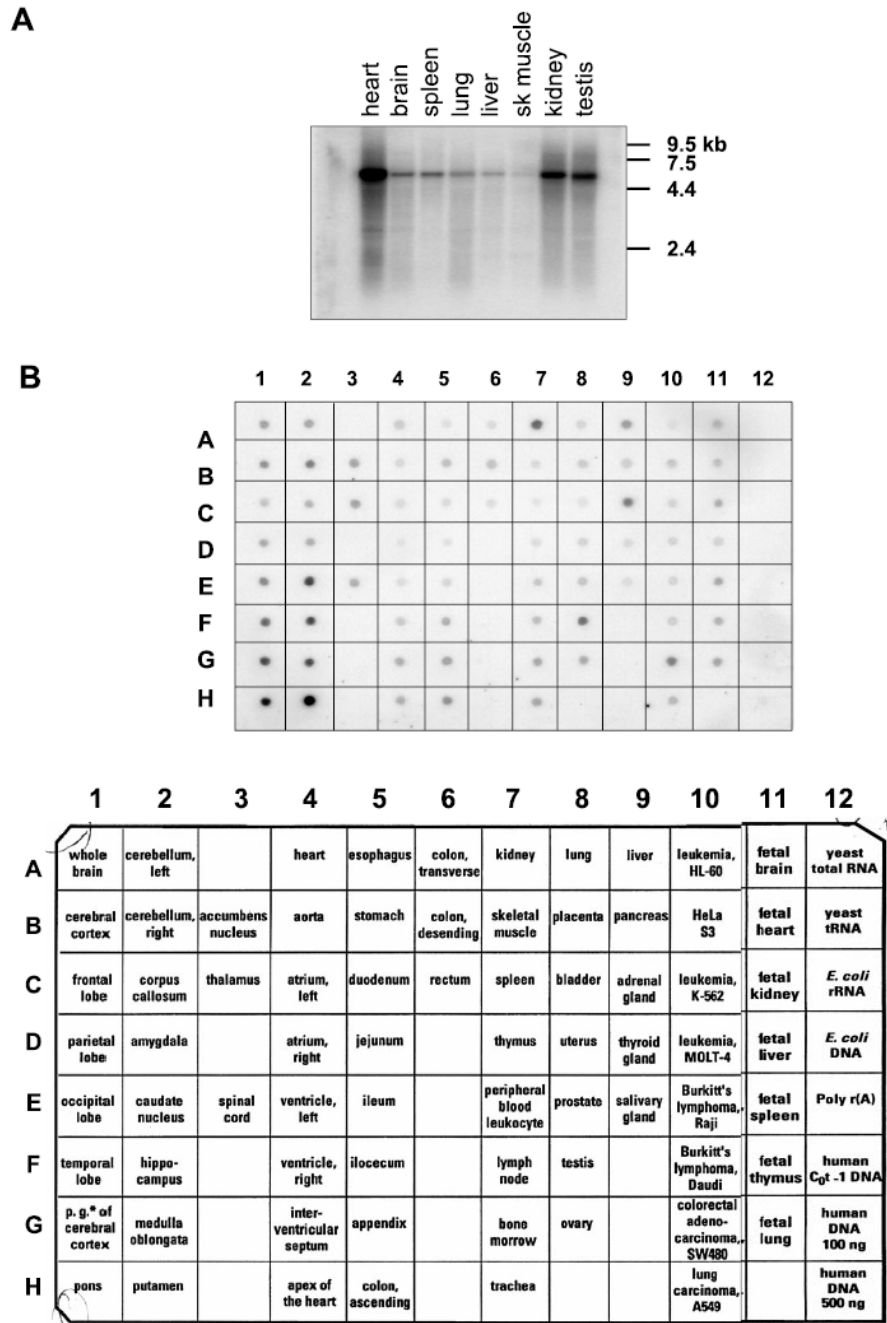 A
heart brain spleen lung liver sk muscle kidney testis
9.5 kb
7.5
4.4
2.4
B
1 2 3 4 5 6 7 8 9 10 11 12
A
B
C
D
E
F
G
H
1 2 3 4 5 6 7 8 9 10 11 12
A
whole brain
cerebellum, left
heart
esophagus
colon, transverse
kidney
lung
liver
leukemia, HL-60
fetal brain
yeast total RNA
B
cerebral cortex
cerebellum, right
accumbens nucleus
aorta
stomach
colon, desending
skeletal muscle
placenta
pancreas
HeLa S3
fetal heart
yeast tRNA
C
frontal lobe
corpus callosum
thalamus
atrium, left
duodenum
rectum
spleen
bladder
adrenal gland
leukemia, K-562
fetal kidney
E. coli rRNA
D
parietal lobe
amygdala
atrium, right
jejunum
thymus
uterus
thyroid gland
leukemia, MOLT-4
fetal liver
E. coli DNA
E
occipital lobe
caudate nucleus
spinal cord
ventricle, left
ileum
peripheral blood leukocyte
prostate
salivary gland
Burkitt's lymphoma, Raji
fetal spleen
Poly r(A)
F
temporal lobe
hippo-campus
ventricle, right
ilocecum
lymph node
testis
Burkitt's lymphoma, Daudi
fetal thymus
human C0t -1 DNA
G
p. g.* of cerebral cortex
medulla oblongata
inter-ventricular septum
appendix
bone morrow
ovary
colorectal adeno-carcinoma, SW480
fetal lung
human DNA 100 ng
H
pons
putamen
apex of the heart
colon, ascending
trachea
lung carcinoma, A549
human DNA 500 ng